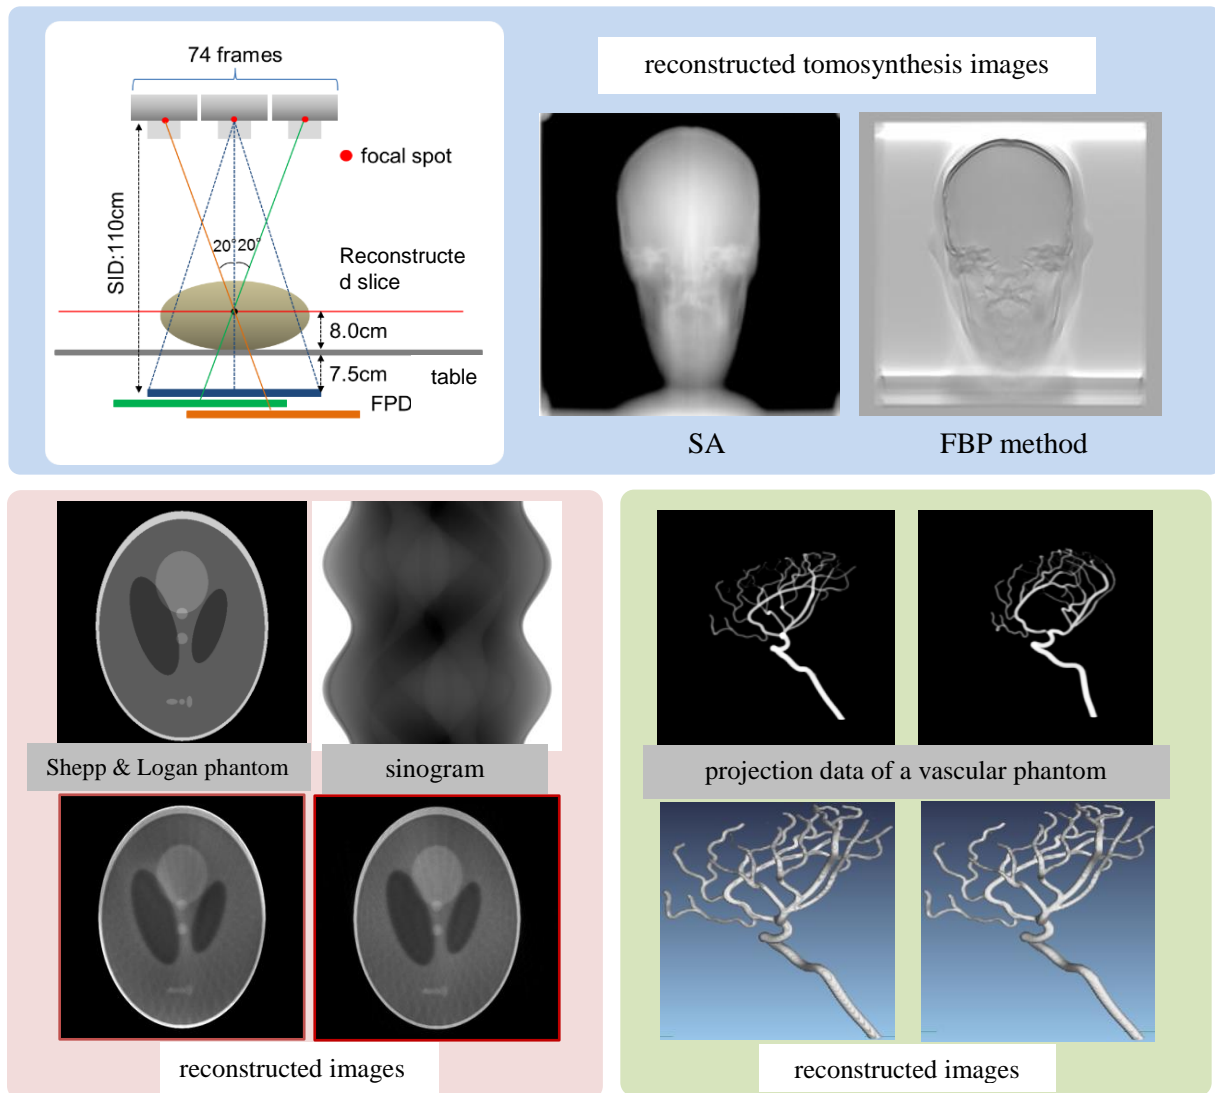 74 frames
reconstructed tomosynthesis images
focal spot
SID:110cm
20° 20°
Reconstructe
d slice
8.0cm
7.5cm
table
FPD
SA
FBP method
Shepp & Logan phantom
sinogram
projection data of a vascular phantom
reconstructed images
reconstructed images